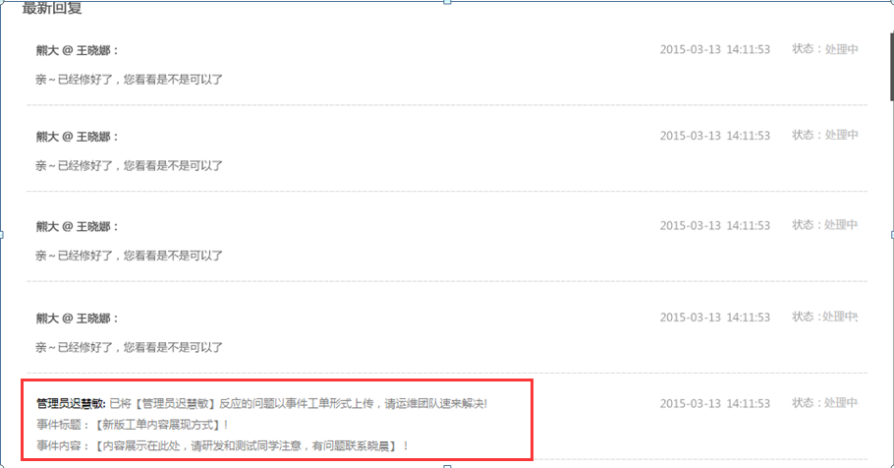 最新回复
熊大 @ 王晓娜：
2015-03-13 14:11:53
状态：处理中
亲～已经修好了，您看看是不是可以了
熊大 @ 王晓娜：
2015-03-13 14:11:53
状态：处理中
亲～已经修好了，您看看是不是可以了
熊大 @ 王晓娜：
2015-03-13 14:11:53
状态：处理中
亲～已经修好了，您看看是不是可以了
熊大 @ 王晓娜：
2015-03-13 14:11:53
状态：处理中
亲～已经修好了，您看看是不是可以了
管理员迟慧敏: 已将【管理员迟慧敏】反应的问题以事件工单形式上传，请运维团队速来解决!
2015-03-13 14:11:53
状态：处理中
事件标题：【新版工单内容展现方式】！
事件内容：【内容展示在此处，请研发和测试同学注意，有问题联系晓晨】！